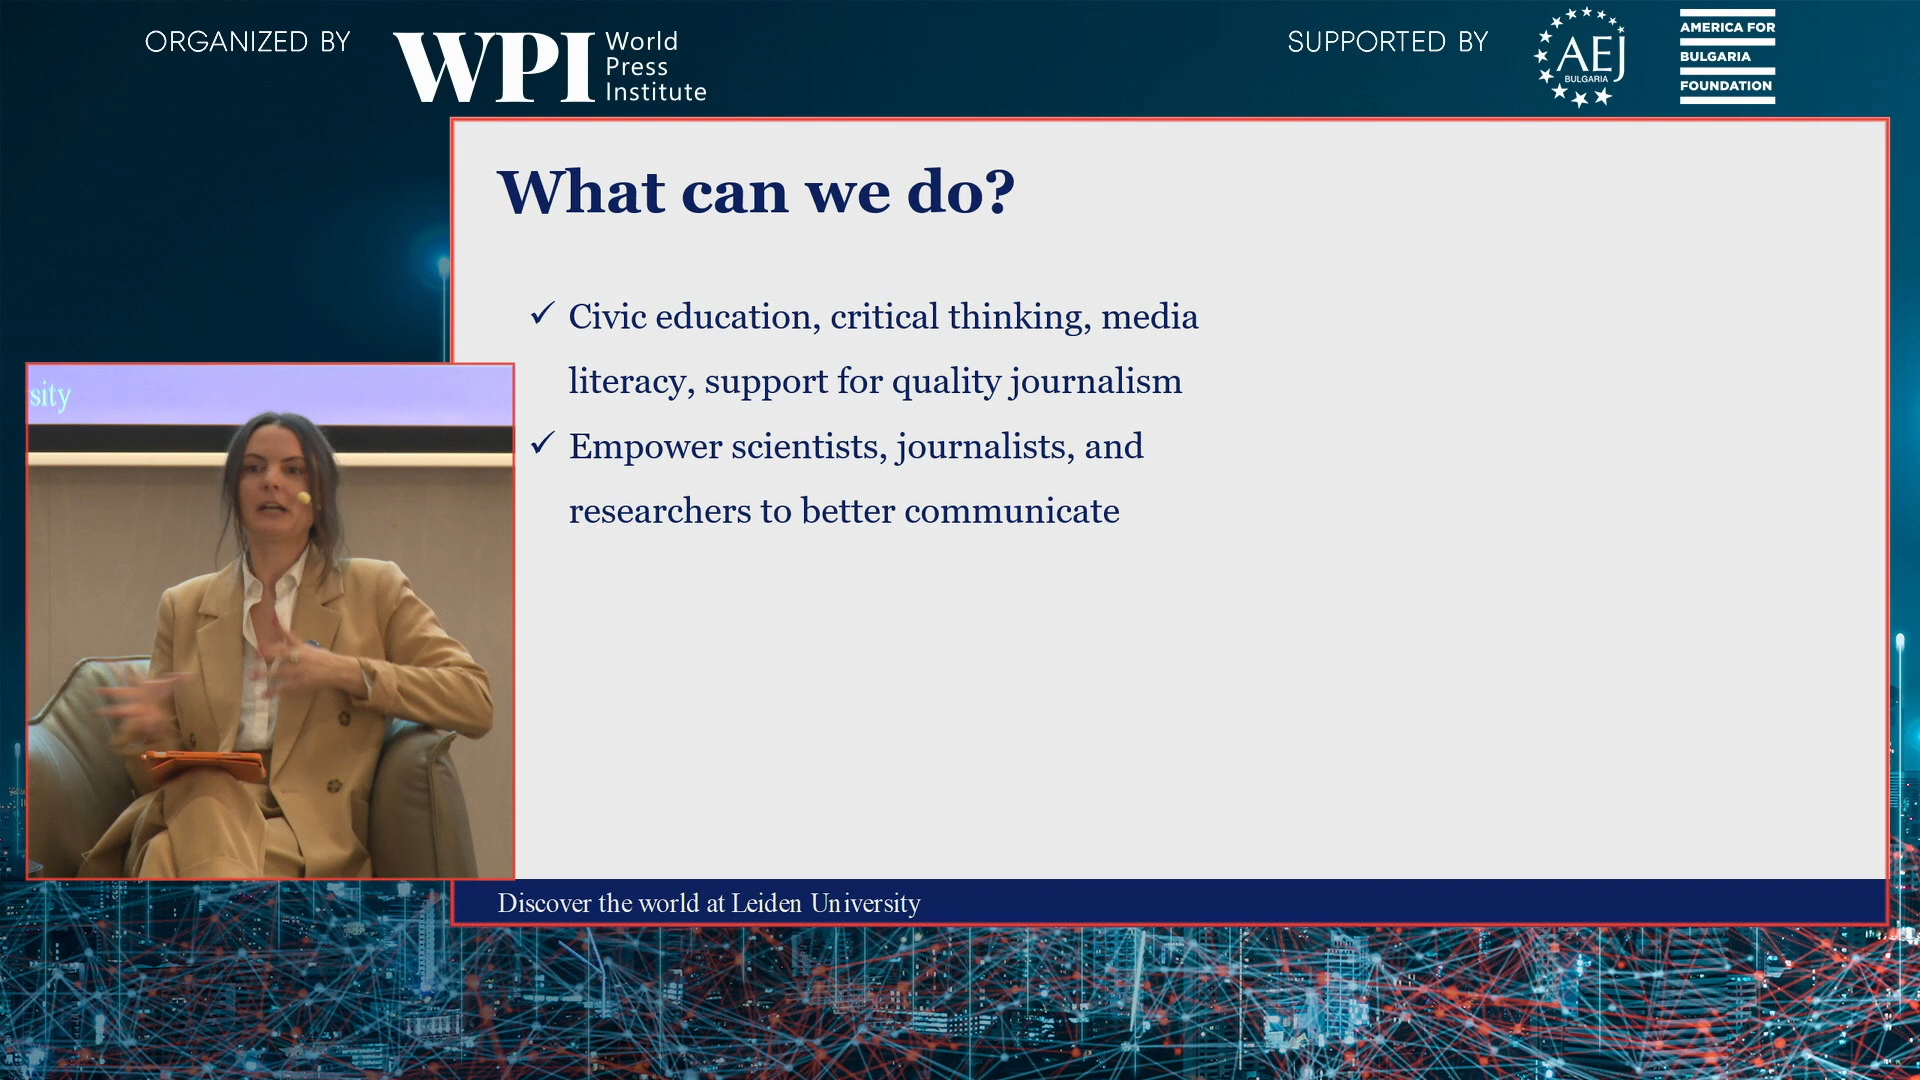 ORGANIZED BY
WPI
World
Press
Institute
SUPPORTED BY
AEJ
BULGARIA
AMERICA FOR
BULGARIA
FOUNDATION
What can we do?
✓ Civic education, critical thinking, media
literacy, support for quality journalism
✓ Empower scientists, journalists, and
researchers to better communicate
sity
Discover the world at Leiden University